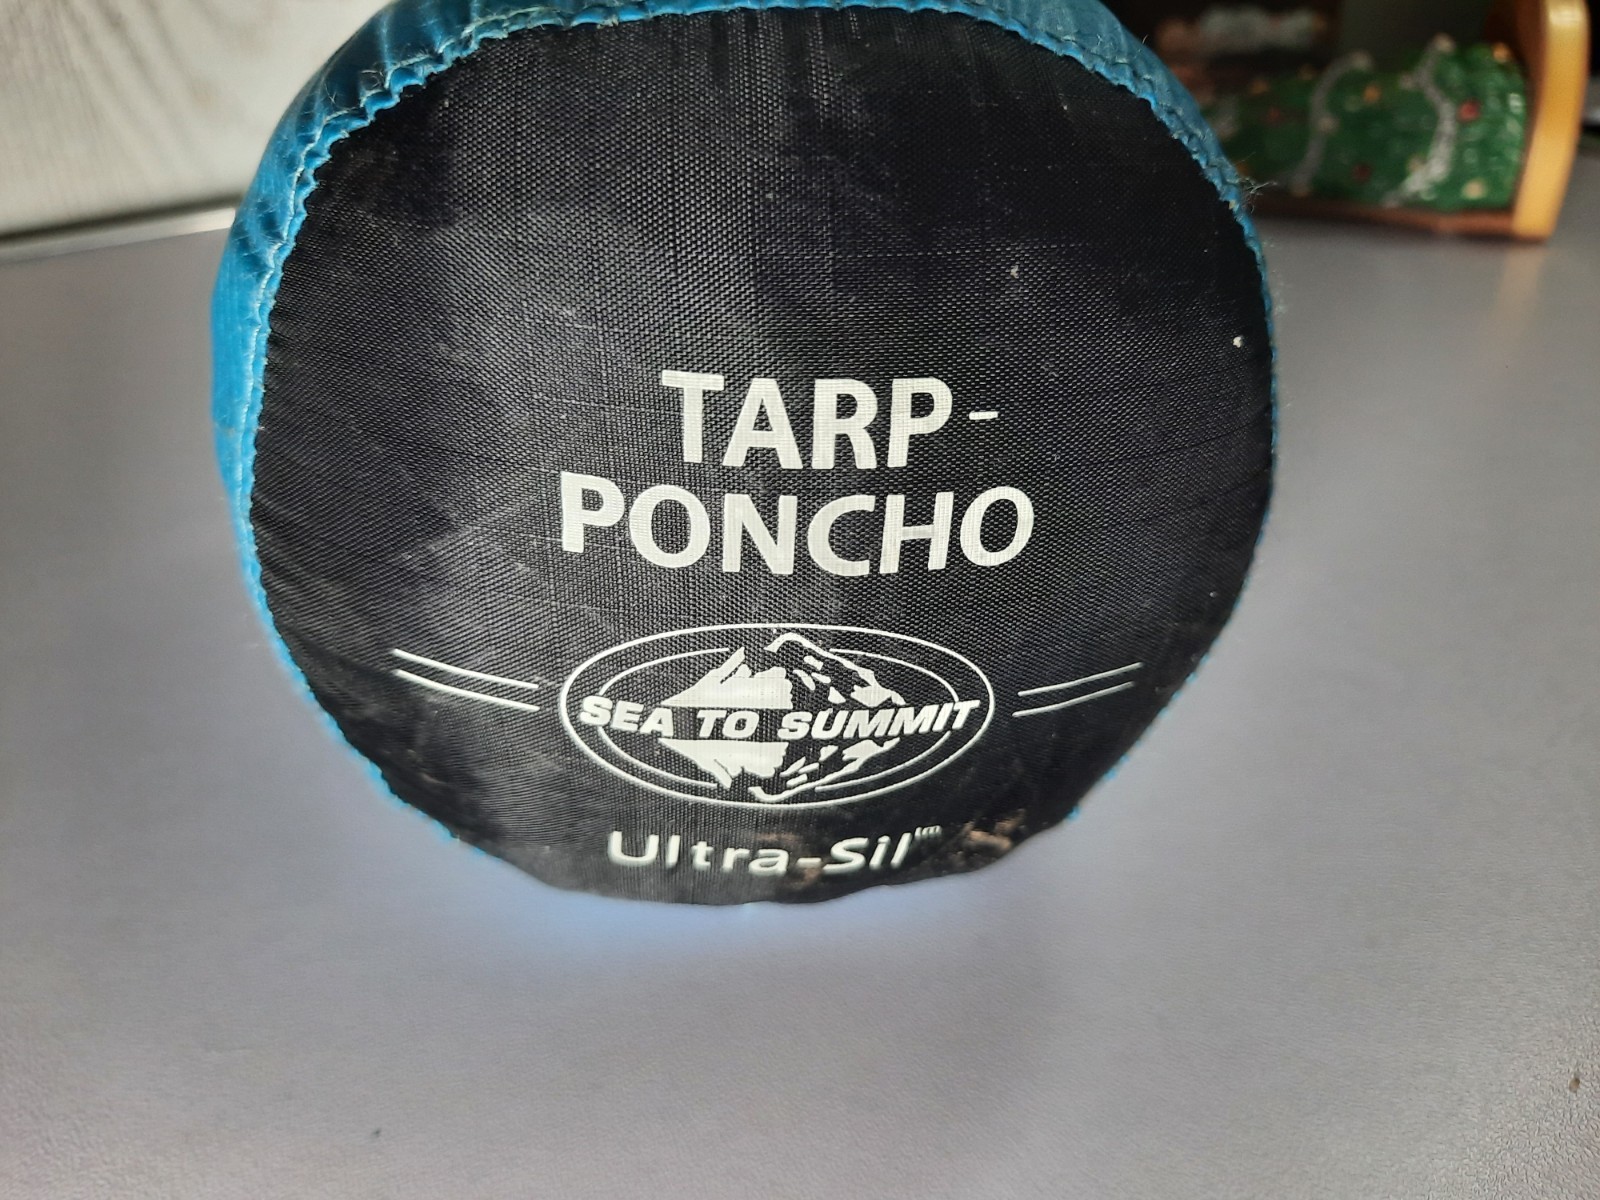 TARP-
PONCHO
SEA TO SUMMIT
Ultra-Sil™